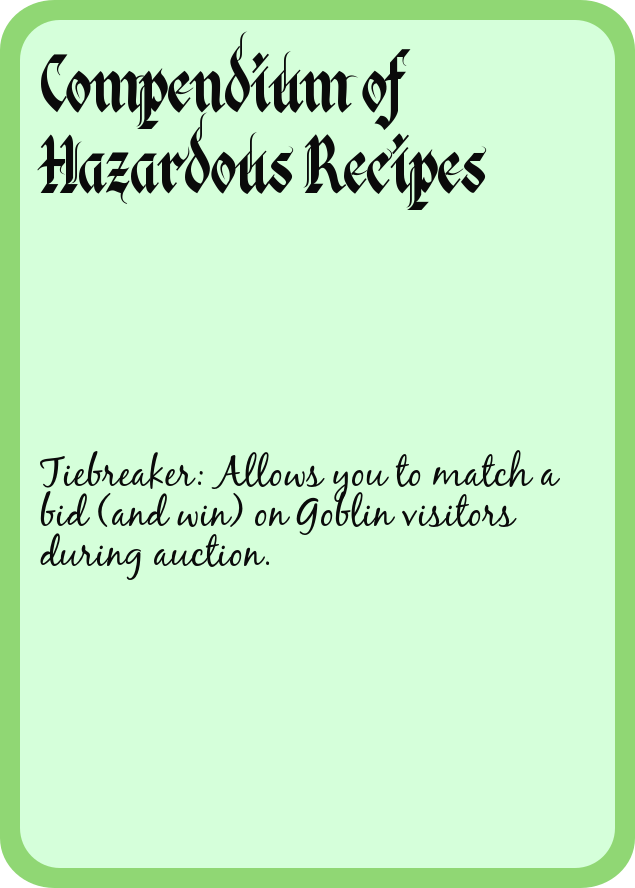 Compendium of
Hazardous Recipes
Tiebreaker: Allows you to match a
bid (and win) on Goblin visitors
during auction.